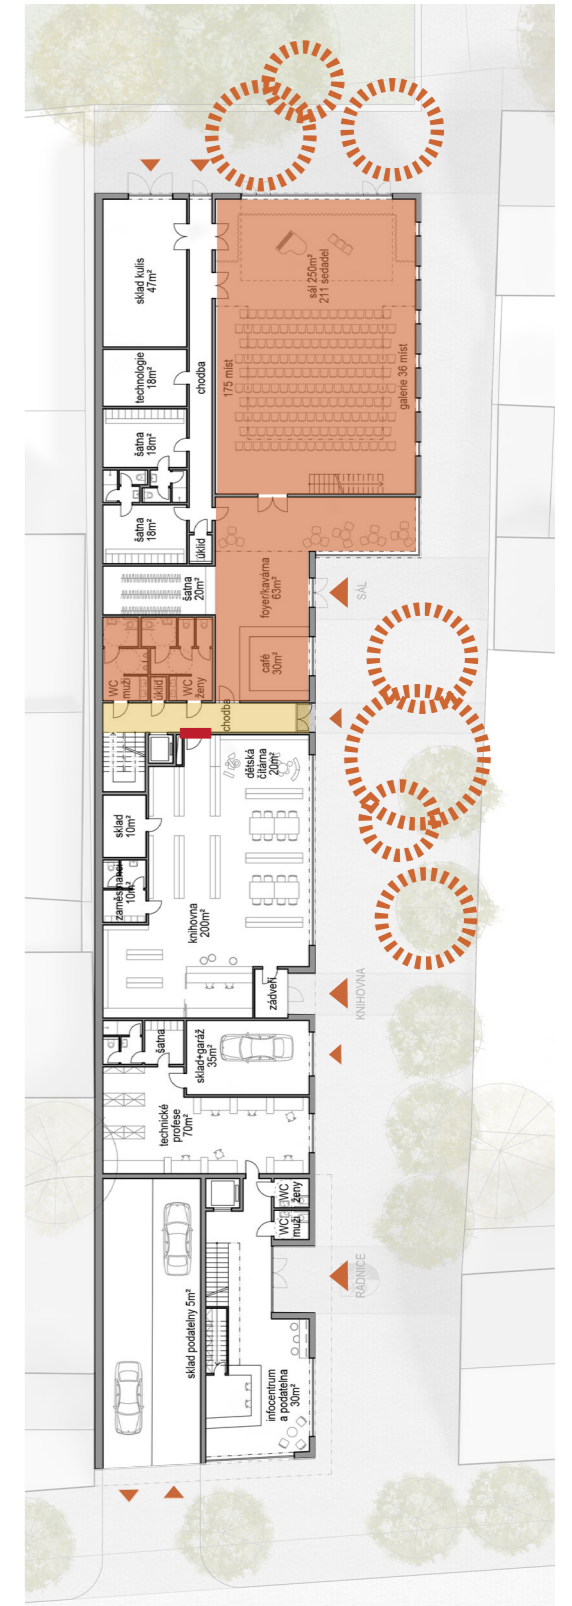 sklad kulis
47m²
technologie
18m²
šatna
18m²
šatna
18m²
chodba
úklid
sál 250m²
211 sedadel
175 míst
galerie 36 míst
šatna
20m²
foyer/kavárna
63m²
SÁL
café
30m²
WC
muži
úklid
WC
ženy
chodba
dětská
čítárna
20m²
sklad
10m²
zaměstnanci
10m²
knihovna
200m²
zádveří
KNIHOVNA
šatna
sklad+garáž
35m²
technické
profese
70m²
WC
ženy
WC
muži
RADNICE
sklad podatelny 5m²
infocentrum
a podatelna
30m²